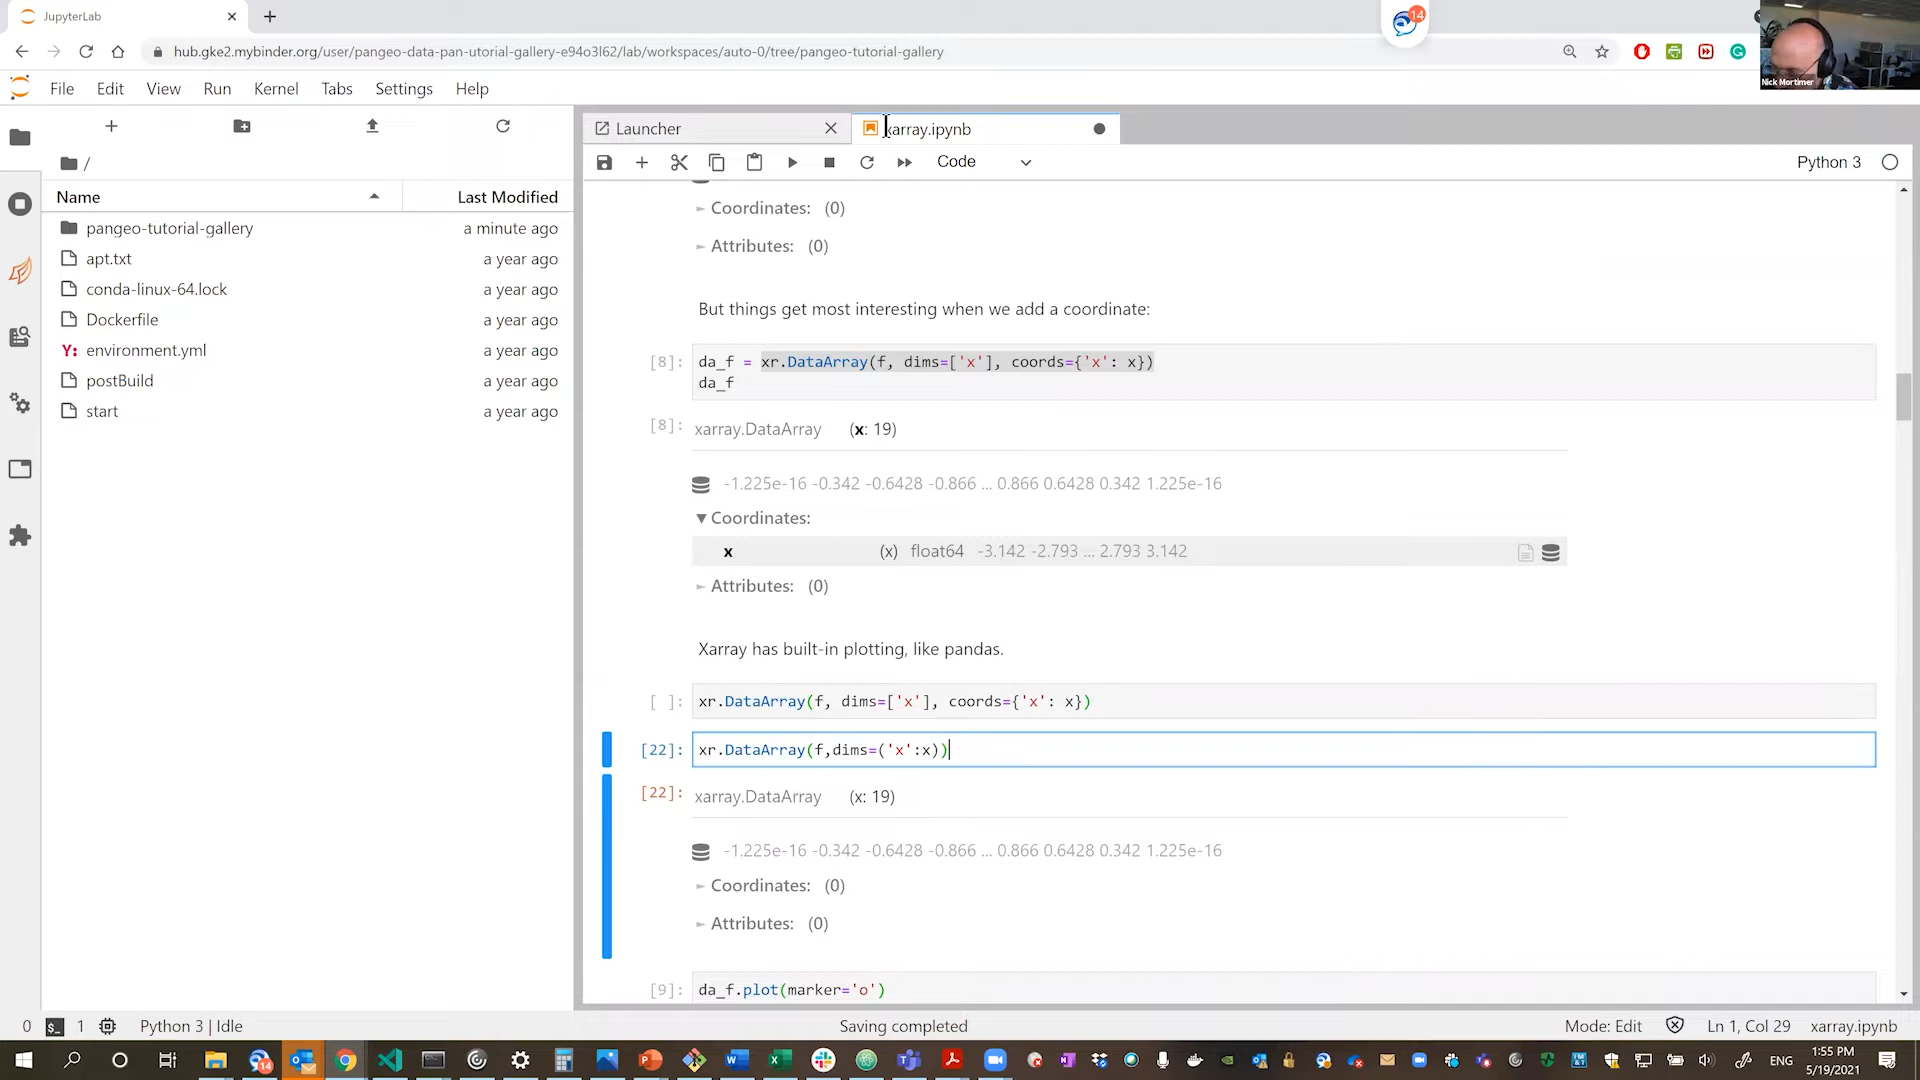 JupyterLab
14
hub.gke2.mybinder.org/user/pangeo-data-pan-utorial-gallery-e94o3l62/lab/workspaces/auto-0/tree/pangeo-tutorial-gallery
Nick Mortimer
File Edit View Run Kernel Tabs Settings Help
Launcher
xarray.ipynb
/
Code
Python 3
Name Last Modified
pangeo-tutorial-gallery a minute ago
apt.txt a year ago
conda-linux-64.lock a year ago
Dockerfile a year ago
Y: environment.yml a year ago
postBuild a year ago
start a year ago
Coordinates: (0)
Attributes: (0)
But things get most interesting when we add a coordinate:
[8]: da_f = xr.DataArray(f, dims=['x'], coords={'x': x})
da_f
[8]: xarray.DataArray (x: 19)
-1.225e-16 -0.342 -0.6428 -0.866 ... 0.866 0.6428 0.342 1.225e-16
Coordinates:
x (x) float64 -3.142 -2.793 ... 2.793 3.142
Attributes: (0)
Xarray has built-in plotting, like pandas.
[ ]: xr.DataArray(f, dims=['x'], coords={'x': x})
[22]: xr.DataArray(f,dims=('x':x))
[22]: xarray.DataArray (x: 19)
-1.225e-16 -0.342 -0.6428 -0.866 ... 0.866 0.6428 0.342 1.225e-16
Coordinates: (0)
Attributes: (0)
[9]: da_f.plot(marker='o')
0 $_ 1 Python 3 | Idle Saving completed Mode: Edit Ln 1, Col 29 xarray.ipynb
14
ENG
1:55 PM
5/19/2021